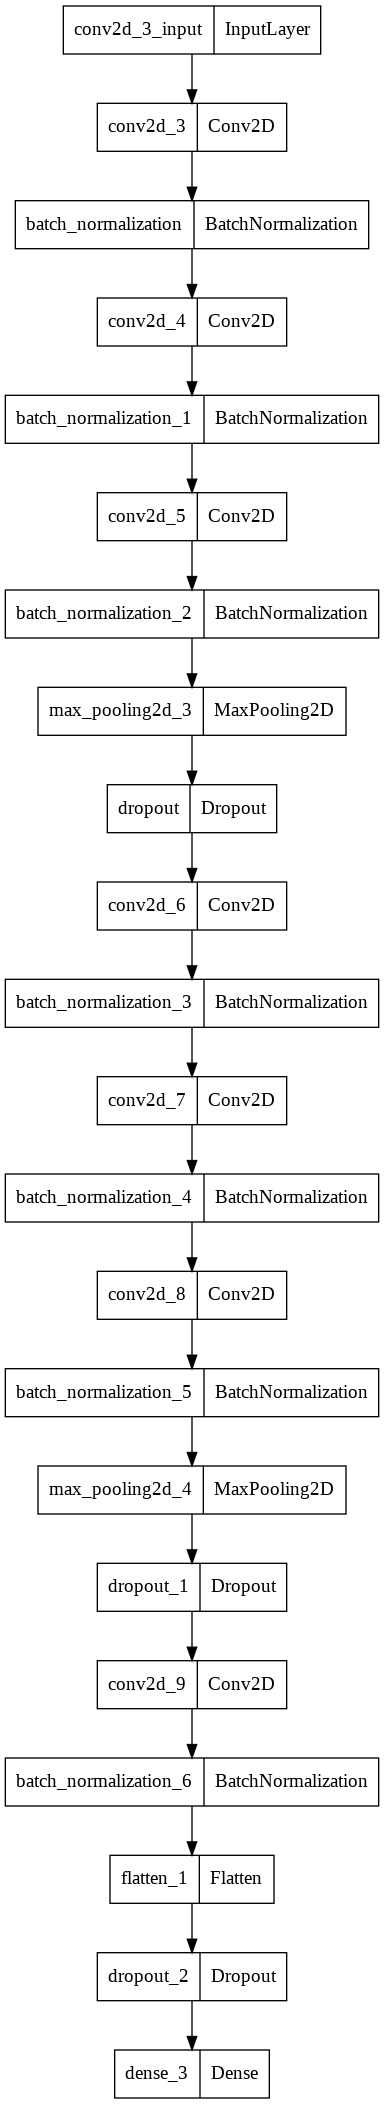 conv2d_3_input InputLayer
conv2d_3 Conv2D
batch_normalization BatchNormalization
conv2d_4 Conv2D
batch_normalization_1 BatchNormalization
conv2d_5 Conv2D
batch_normalization_2 BatchNormalization
max_pooling2d_3 MaxPooling2D
dropout Dropout
conv2d_6 Conv2D
batch_normalization_3 BatchNormalization
conv2d_7 Conv2D
batch_normalization_4 BatchNormalization
conv2d_8 Conv2D
batch_normalization_5 BatchNormalization
max_pooling2d_4 MaxPooling2D
dropout_1 Dropout
conv2d_9 Conv2D
batch_normalization_6 BatchNormalization
flatten_1 Flatten
dropout_2 Dropout
dense_3 Dense